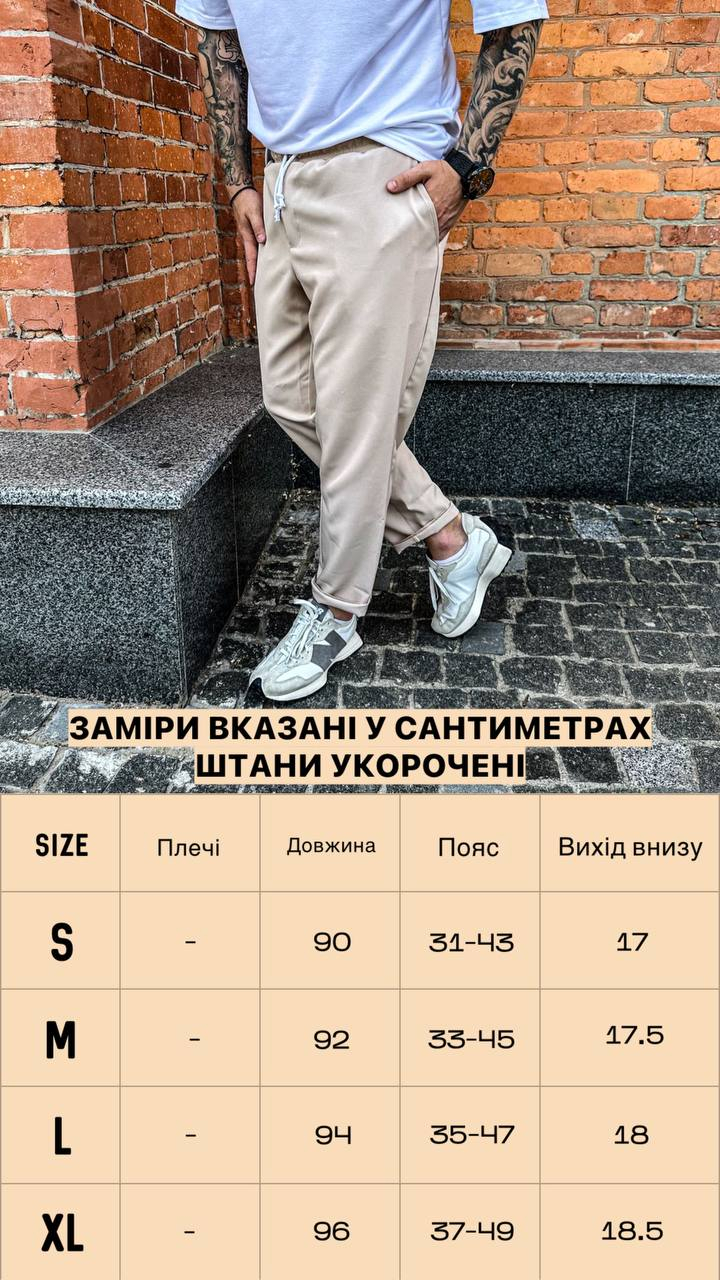 ЗАМІРИ ВКАЗАНІ У САНТИМЕТРАХ
ШТАНИ УКОРОЧЕНІ
SIZE Плечі Довжина Пояс Вихід внизу
S - 90 31-43 17
M - 92 33-45 17.5
L - 94 35-47 18
XL - 96 37-49 18.5